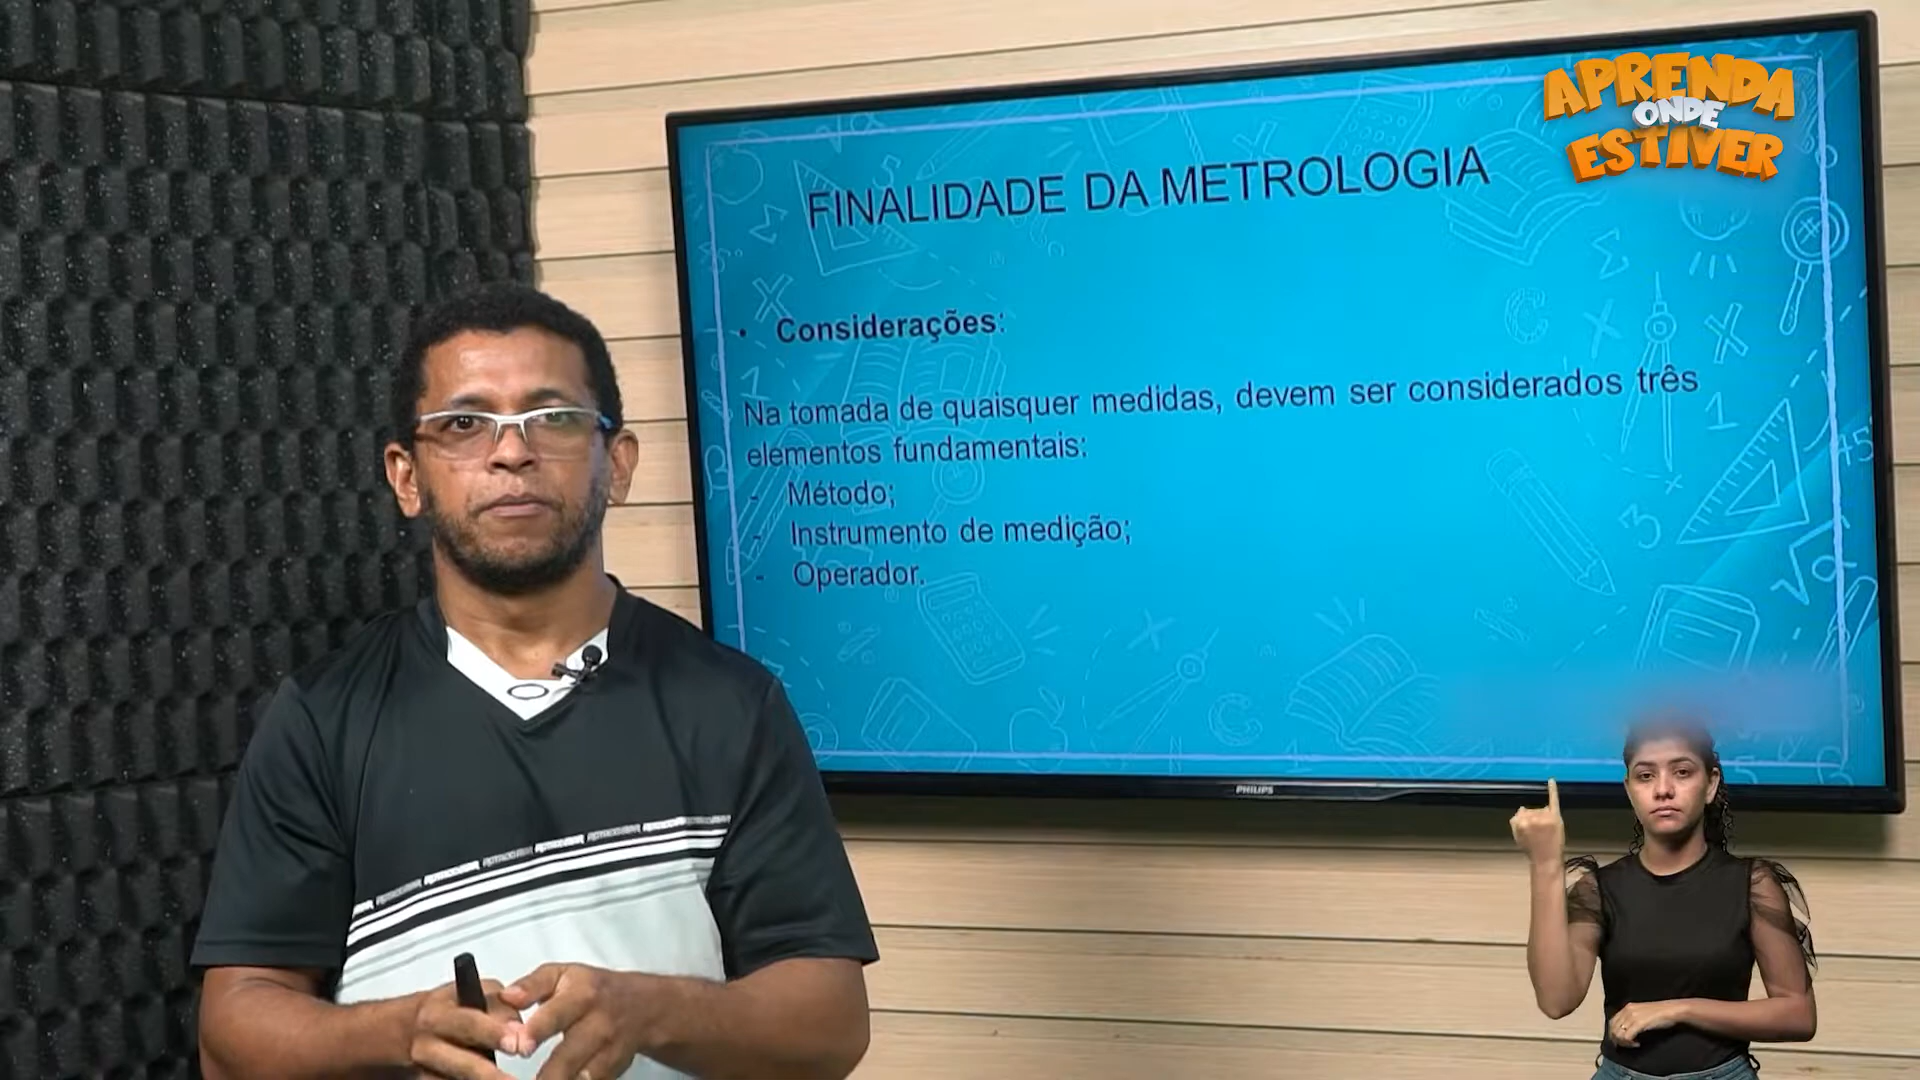 APRENDA
ONDE
ESTIVER
FINALIDADE DA METROLOGIA
• Considerações:
Na tomada de quaisquer medidas, devem ser considerados três
elementos fundamentais:
- Método;
- Instrumento de medição;
- Operador.
PHILIPS